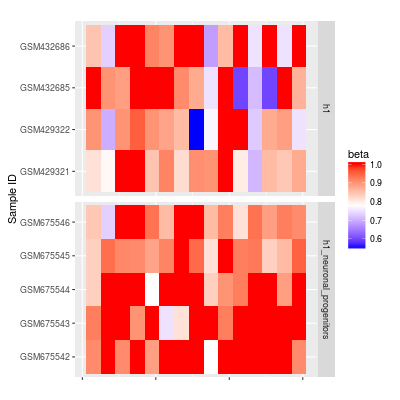 GSM432686
GSM432685
GSM429322
GSM429321
h1
GSM675546
GSM675545
GSM675544
GSM675543
GSM675542
h1_neuronal_progenitors
Sample ID
beta
1.0
0.9
0.8
0.7
0.6